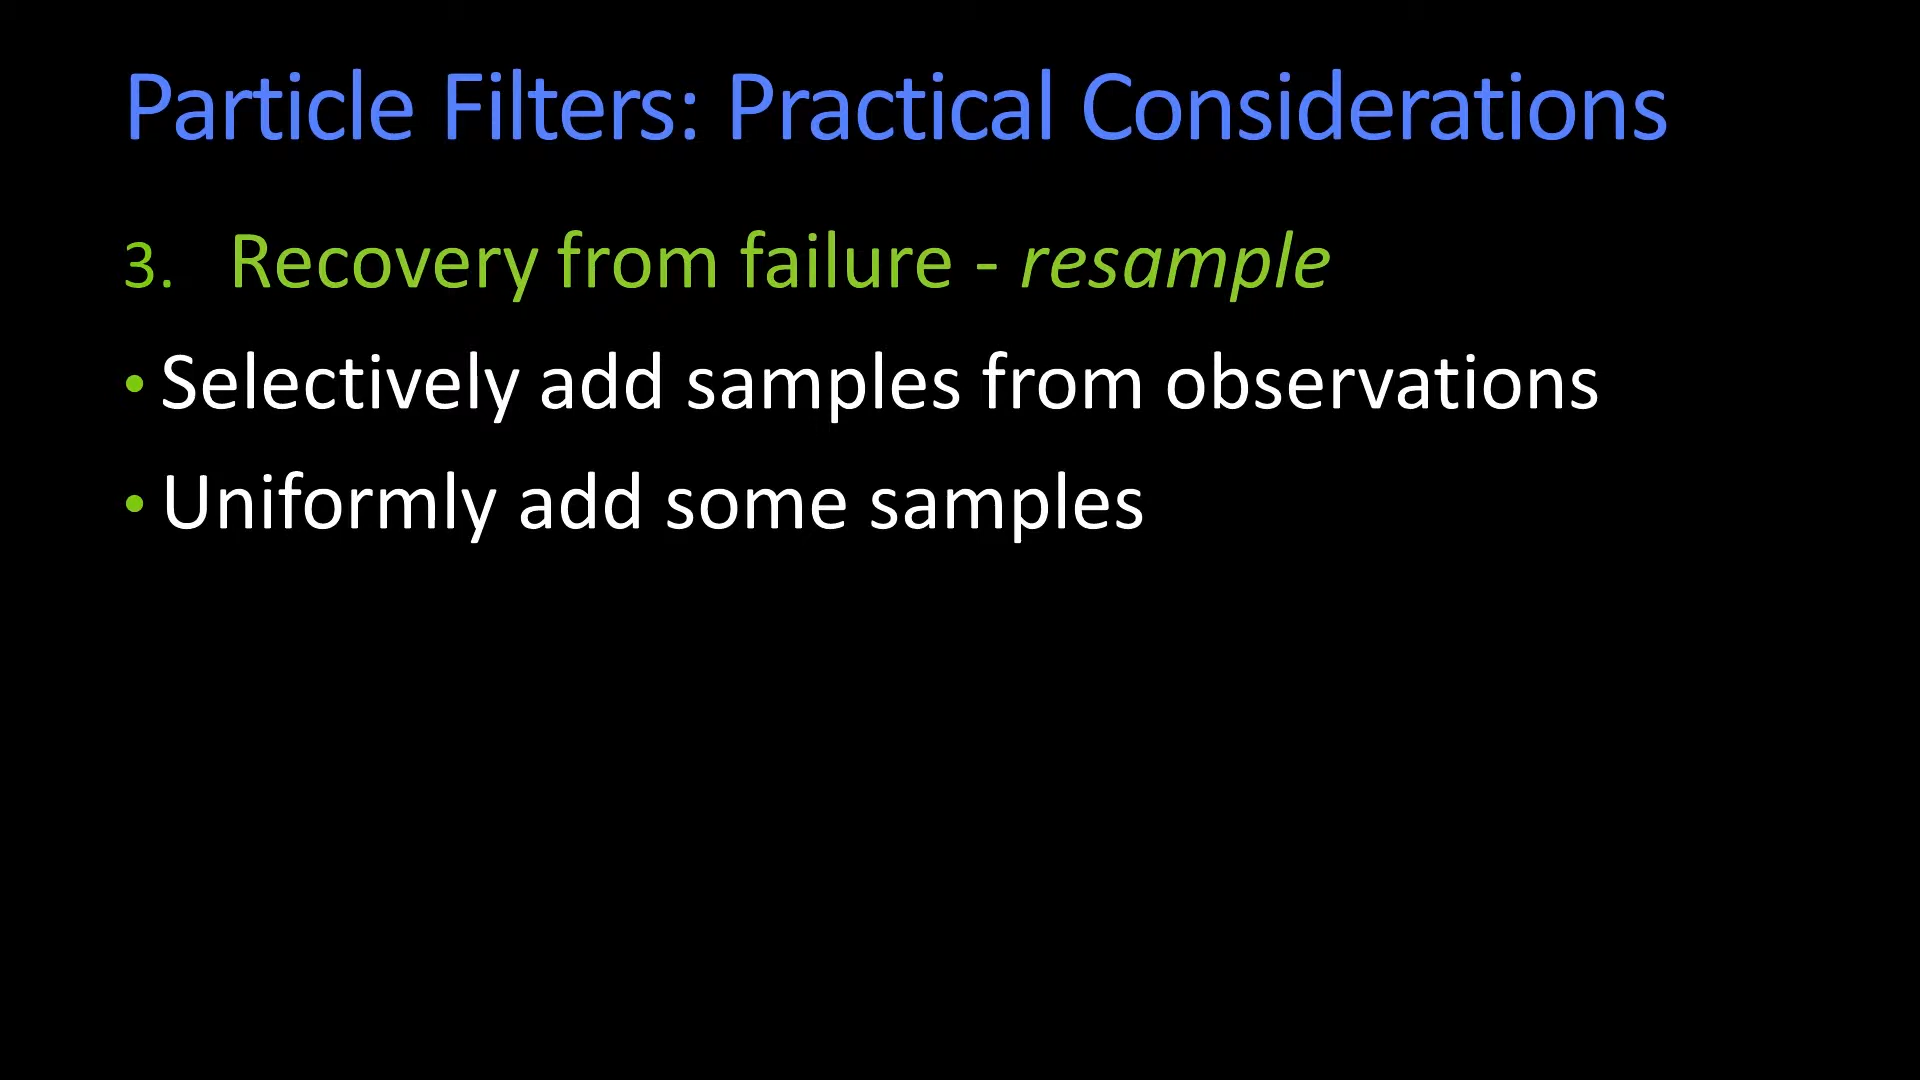 Particle Filters: Practical Considerations
3. Recovery from failure - resample
• Selectively add samples from observations
• Uniformly add some samples